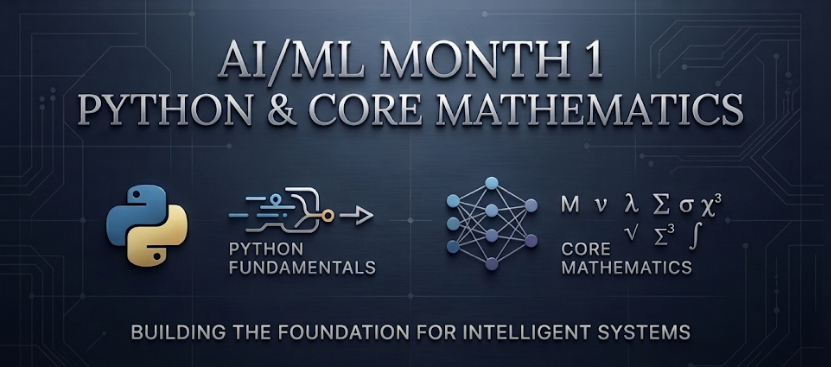 AI/ML MONTH 1
PYTHON & CORE MATHEMATICS
PYTHON
FUNDAMENTALS
M ν λ Σ σ χ³
√ Σ³ ∫
CORE
MATHEMATICS
BUILDING THE FOUNDATION FOR INTELLIGENT SYSTEMS